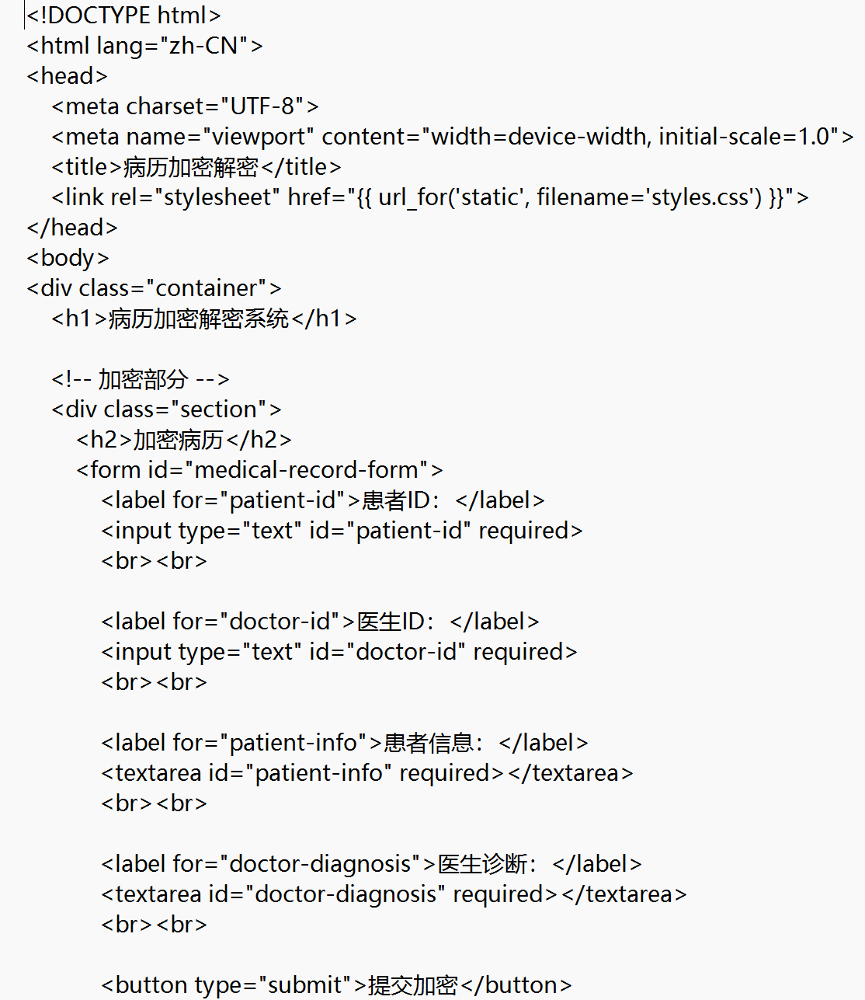 <!DOCTYPE html>
<html lang="zh-CN">
<head>
    <meta charset="UTF-8">
    <meta name="viewport" content="width=device-width, initial-scale=1.0">
    <title>病历加密解密</title>
    <link rel="stylesheet" href="{{ url_for('static', filename='styles.css') }}">
</head>
<body>
<div class="container">
    <h1>病历加密解密系统</h1>

    <!-- 加密部分 -->
    <div class="section">
        <h2>加密病历</h2>
        <form id="medical-record-form">
            <label for="patient-id">患者ID：</label>
            <input type="text" id="patient-id" required>
            <br><br>

            <label for="doctor-id">医生ID：</label>
            <input type="text" id="doctor-id" required>
            <br><br>

            <label for="patient-info">患者信息：</label>
            <textarea id="patient-info" required></textarea>
            <br><br>

            <label for="doctor-diagnosis">医生诊断：</label>
            <textarea id="doctor-diagnosis" required></textarea>
            <br><br>

            <button type="submit">提交加密</button>